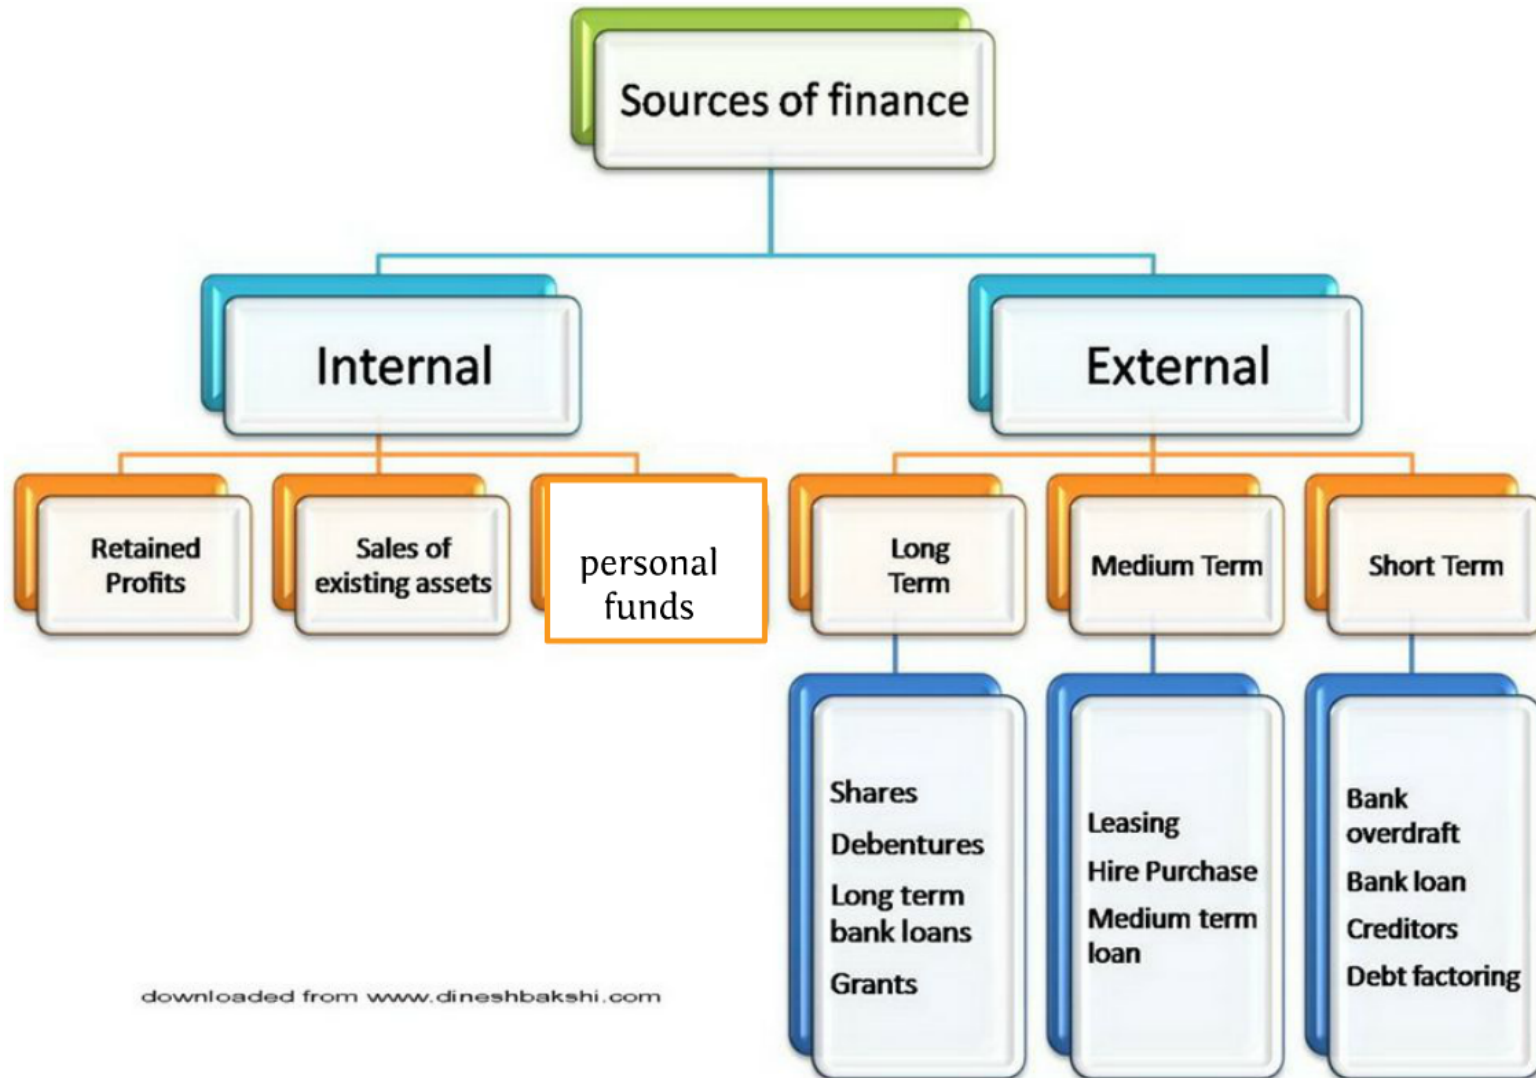 Sources of finance
Internal
External
Retained
Profits
Sales of
existing assets
personal
funds
Long
Term
Medium Term
Short Term
Shares
Debentures
Long term
bank loans
Grants
Leasing
Hire Purchase
Medium term
loan
Bank
overdraft
Bank loan
Creditors
Debt factoring
downloaded from www.dineshbakshi.com